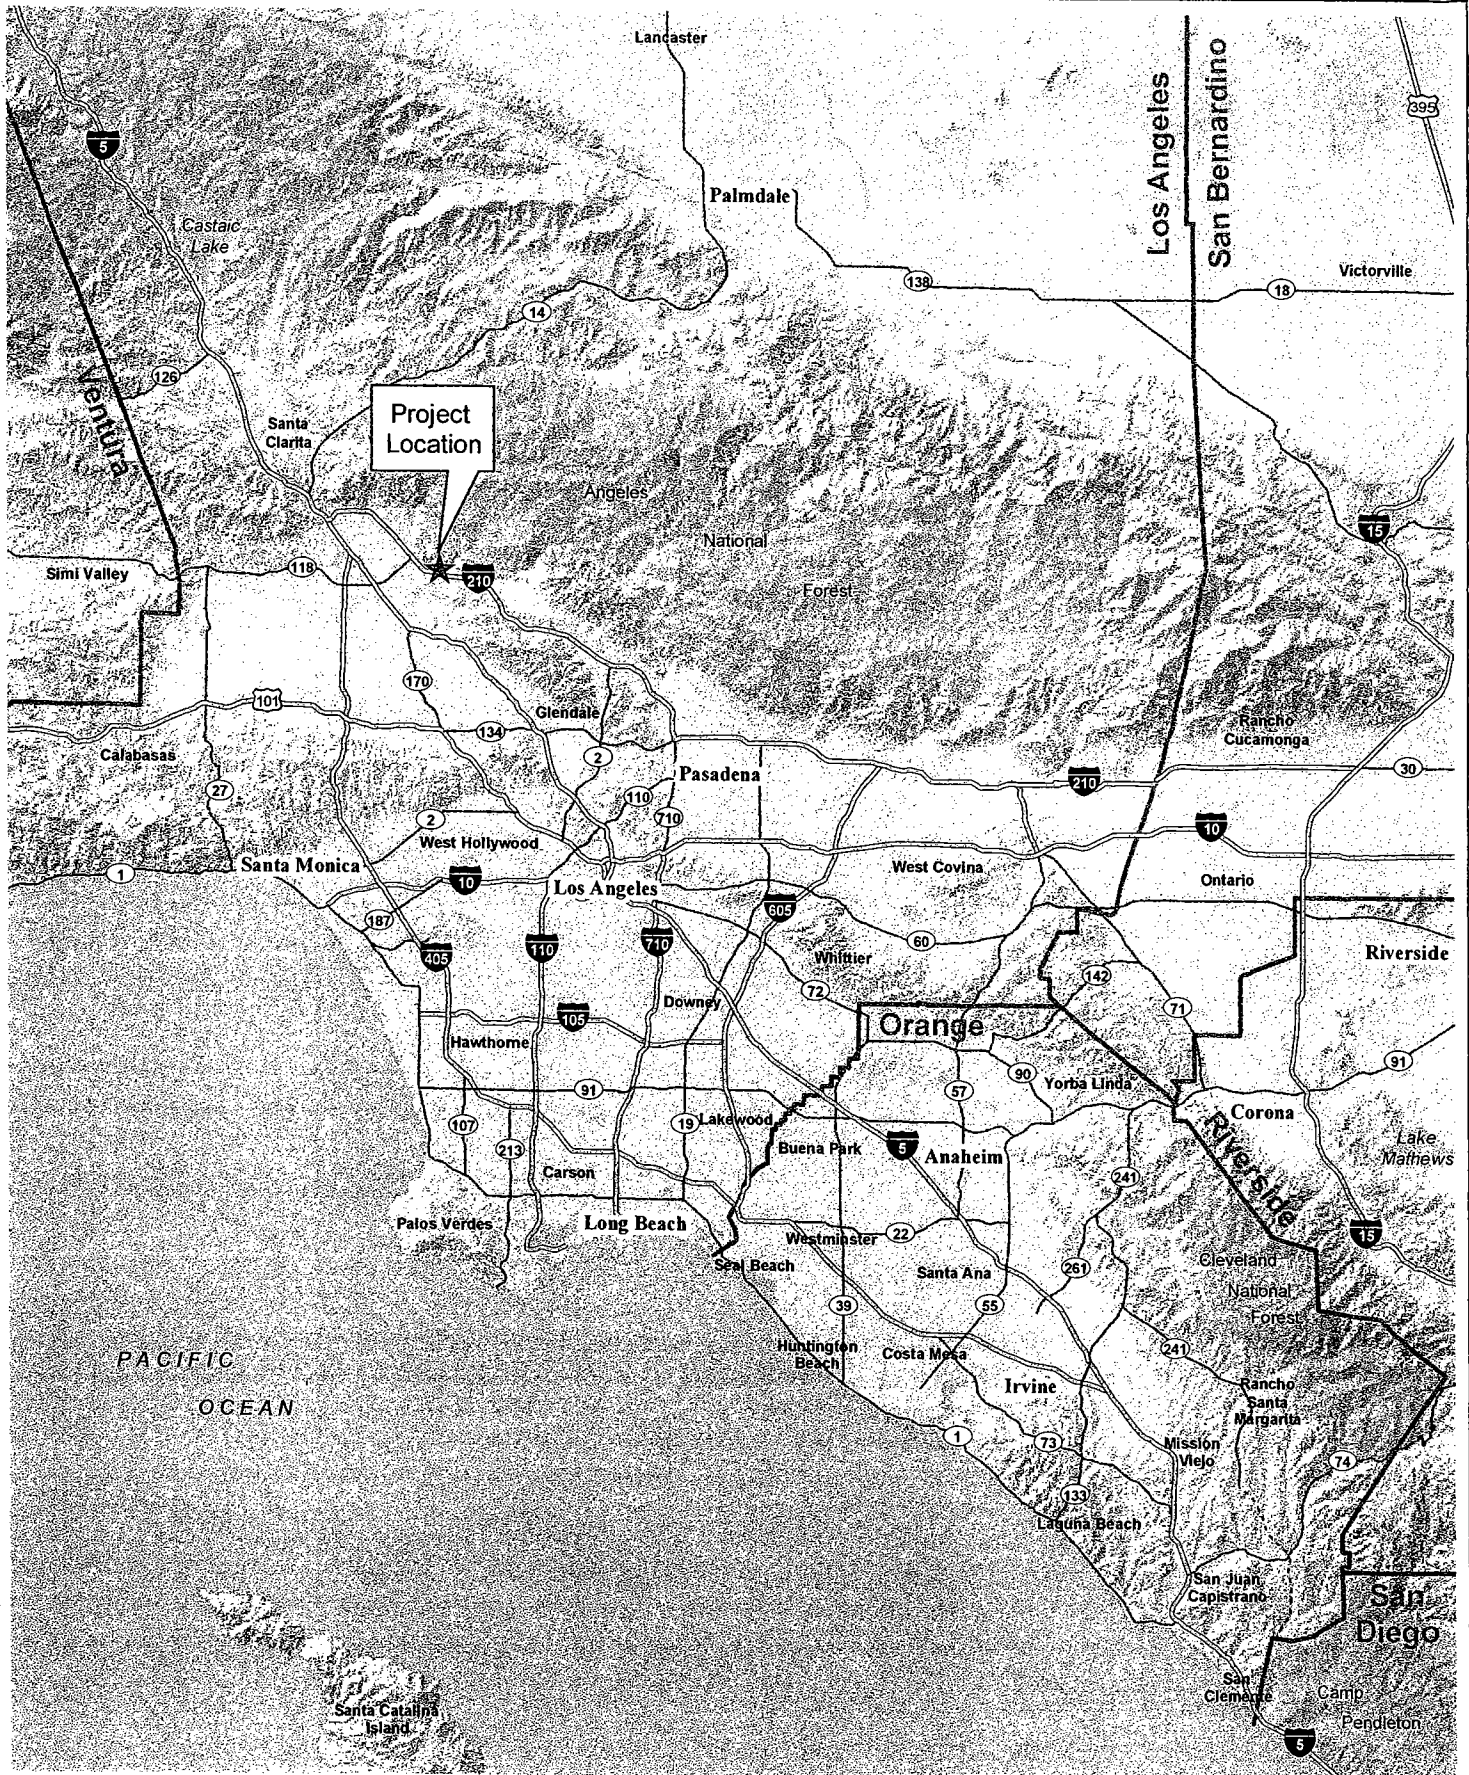 Lancaster
Los Angeles
San Bernardino
395
5
Palmdale
Castaic
Lake
138
18
Victorville
14
126
Ventura
Project
Location
Santa
Clarita
Angeles
National
Forest
15
Simi Valley
118
210
170
101
Glendale
134
2
Calabasas
Rancho
Cucamonga
27
Pasadena
210
30
110
710
2
West Hollywood
10
Santa Monica
1
10
Los Angeles
West Covina
Ontario
187
605
60
405
110
710
Whittier
Riverside
142
72
71
Downey
105
Orange
Hawthorne
91
90
Yorba Linda
57
91
107
19
Lakewood
Corona
213
Buena Park
5
Anaheim
Riverside
Lake
Mathews
Carson
241
Palos Verdes
Long Beach
Westminster
22
15
Seal Beach
Santa Ana
261
Cleveland
National
Forest
39
55
Huntington
Beach
Costa Mesa
241
PACIFIC
OCEAN
Irvine
Rancho
Santa
Margarita
1
73
Mission
Viejo
74
133
Laguna Beach
San Juan
Capistrano
San
Diego
San
Clemente
Camp
Pendleton
Santa Catalina
Island
5